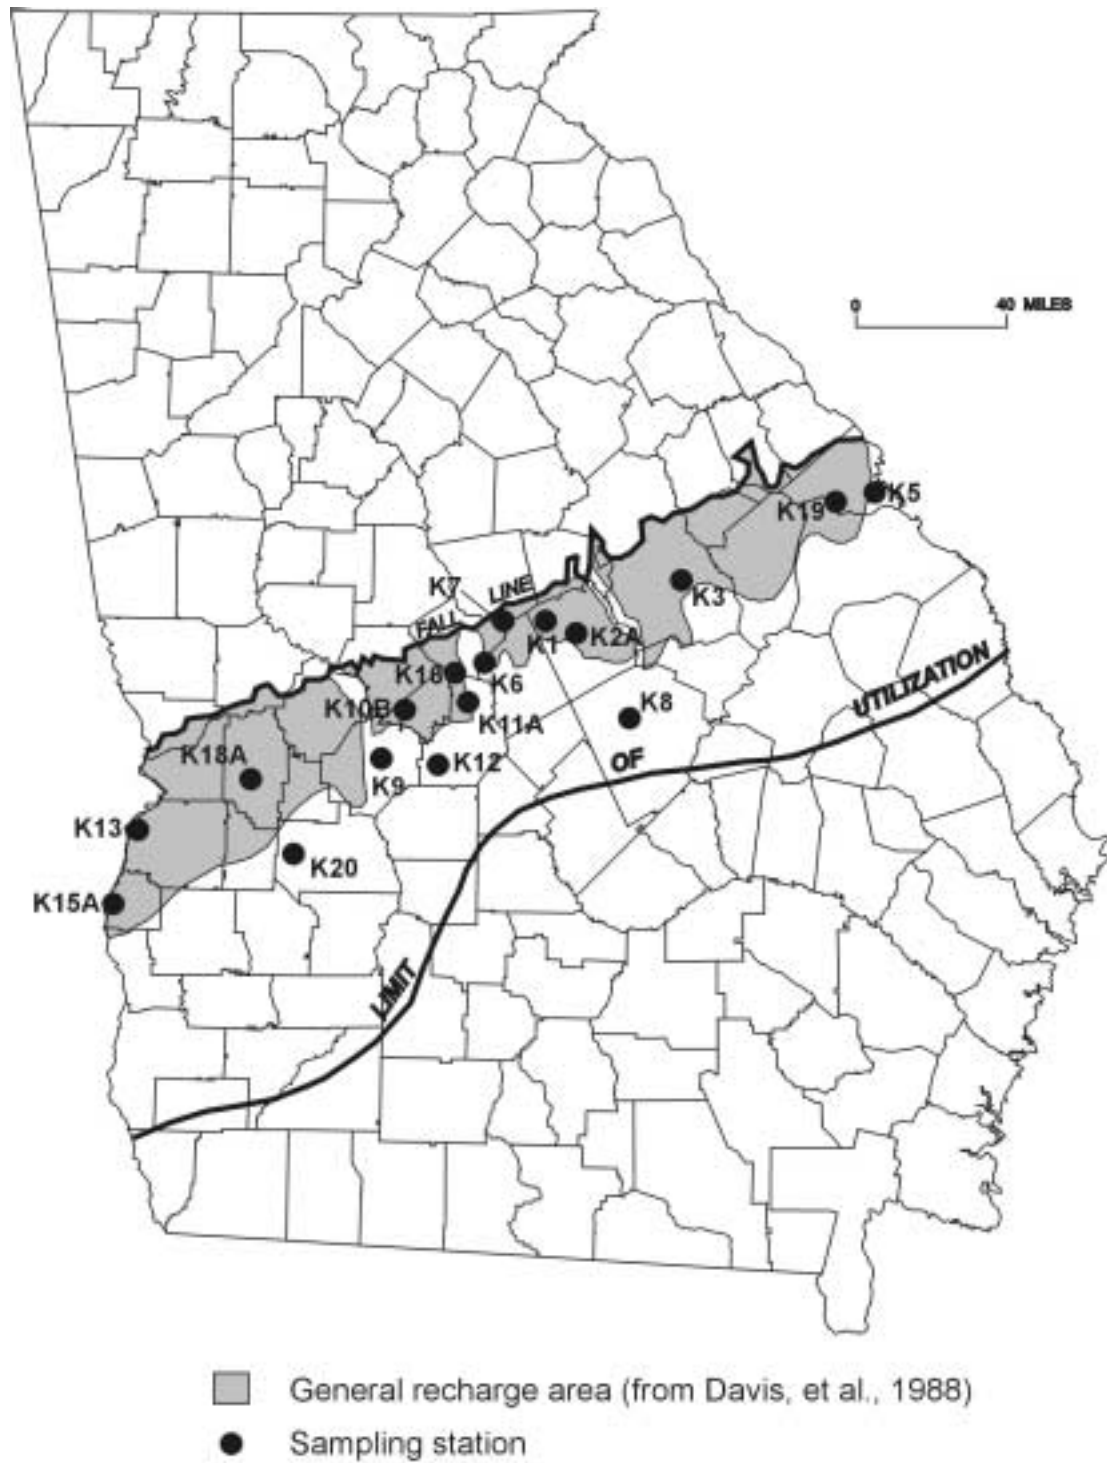 0 40 MILES
K5
K19
K7
LINE
FALL
K3
K1
K2A
K16
K6
K10B
K11A
K8
UTILIZATION
K18A
K9
K12
OF
K13
K20
K15A
LIMIT
General recharge area (from Davis, et al., 1988)
Sampling station